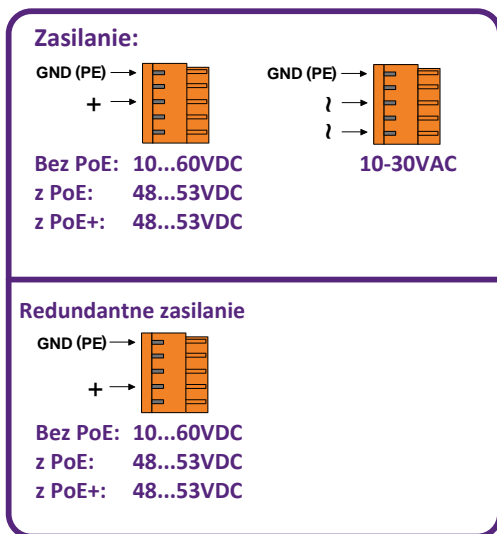 Zasilanie:
GND (PE)
+
Bez PoE: 10...60VDC
z PoE: 48...53VDC
z PoE+: 48...53VDC
GND (PE)
~
~
10-30VAC
Redundantne zasilanie
GND (PE)
+
Bez PoE: 10...60VDC
z PoE: 48...53VDC
z PoE+: 48...53VDC